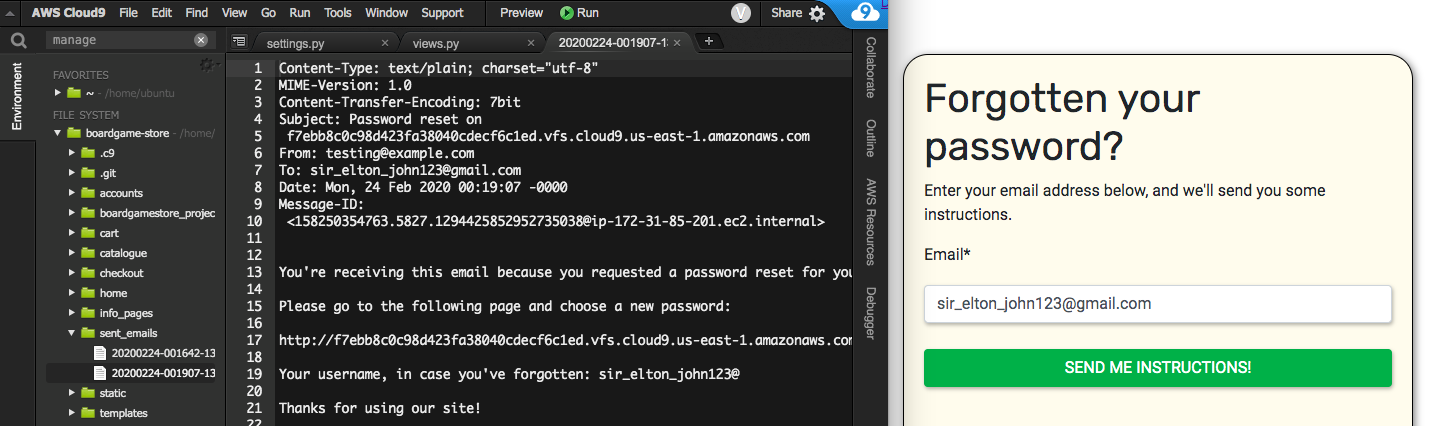 AWS Cloud9 File Edit Find View Go Run Tools Window Support Preview Run V Share 9
manage
settings.py views.py 20200224-001907-1
Environment
FAVORITES
~ - /home/ubuntu
FILE SYSTEM
boardgame-store - /home/
.c9
.git
accounts
boardgamestore_projec
cart
catalogue
checkout
home
info_pages
sent_emails
20200224-001642-13
20200224-001907-13
static
templates
1 Content-Type: text/plain; charset="utf-8"
2 MIME-Version: 1.0
3 Content-Transfer-Encoding: 7bit
4 Subject: Password reset on
5 f7ebb8c0c98d423fa38040cdecf6c1ed.vfs.cloud9.us-east-1.amazonaws.com
6 From: testing@example.com
7 To: sir_elton_john123@gmail.com
8 Date: Mon, 24 Feb 2020 00:19:07 -0000
9 Message-ID:
10 <158250354763.5827.1294425852952735038@ip-172-31-85-201.ec2.internal>
11
12
13 You're receiving this email because you requested a password reset for you
14
15 Please go to the following page and choose a new password:
16
17 http://f7ebb8c0c98d423fa38040cdecf6c1ed.vfs.cloud9.us-east-1.amazonaws.com
18
19 Your username, in case you've forgotten: sir_elton_john123@
20
21 Thanks for using our site!
22
Collaborate
Outline
AWS Resources
Debugger
Forgotten your
password?
Enter your email address below, and we'll send you some
instructions.
Email*
sir_elton_john123@gmail.com
SEND ME INSTRUCTIONS!